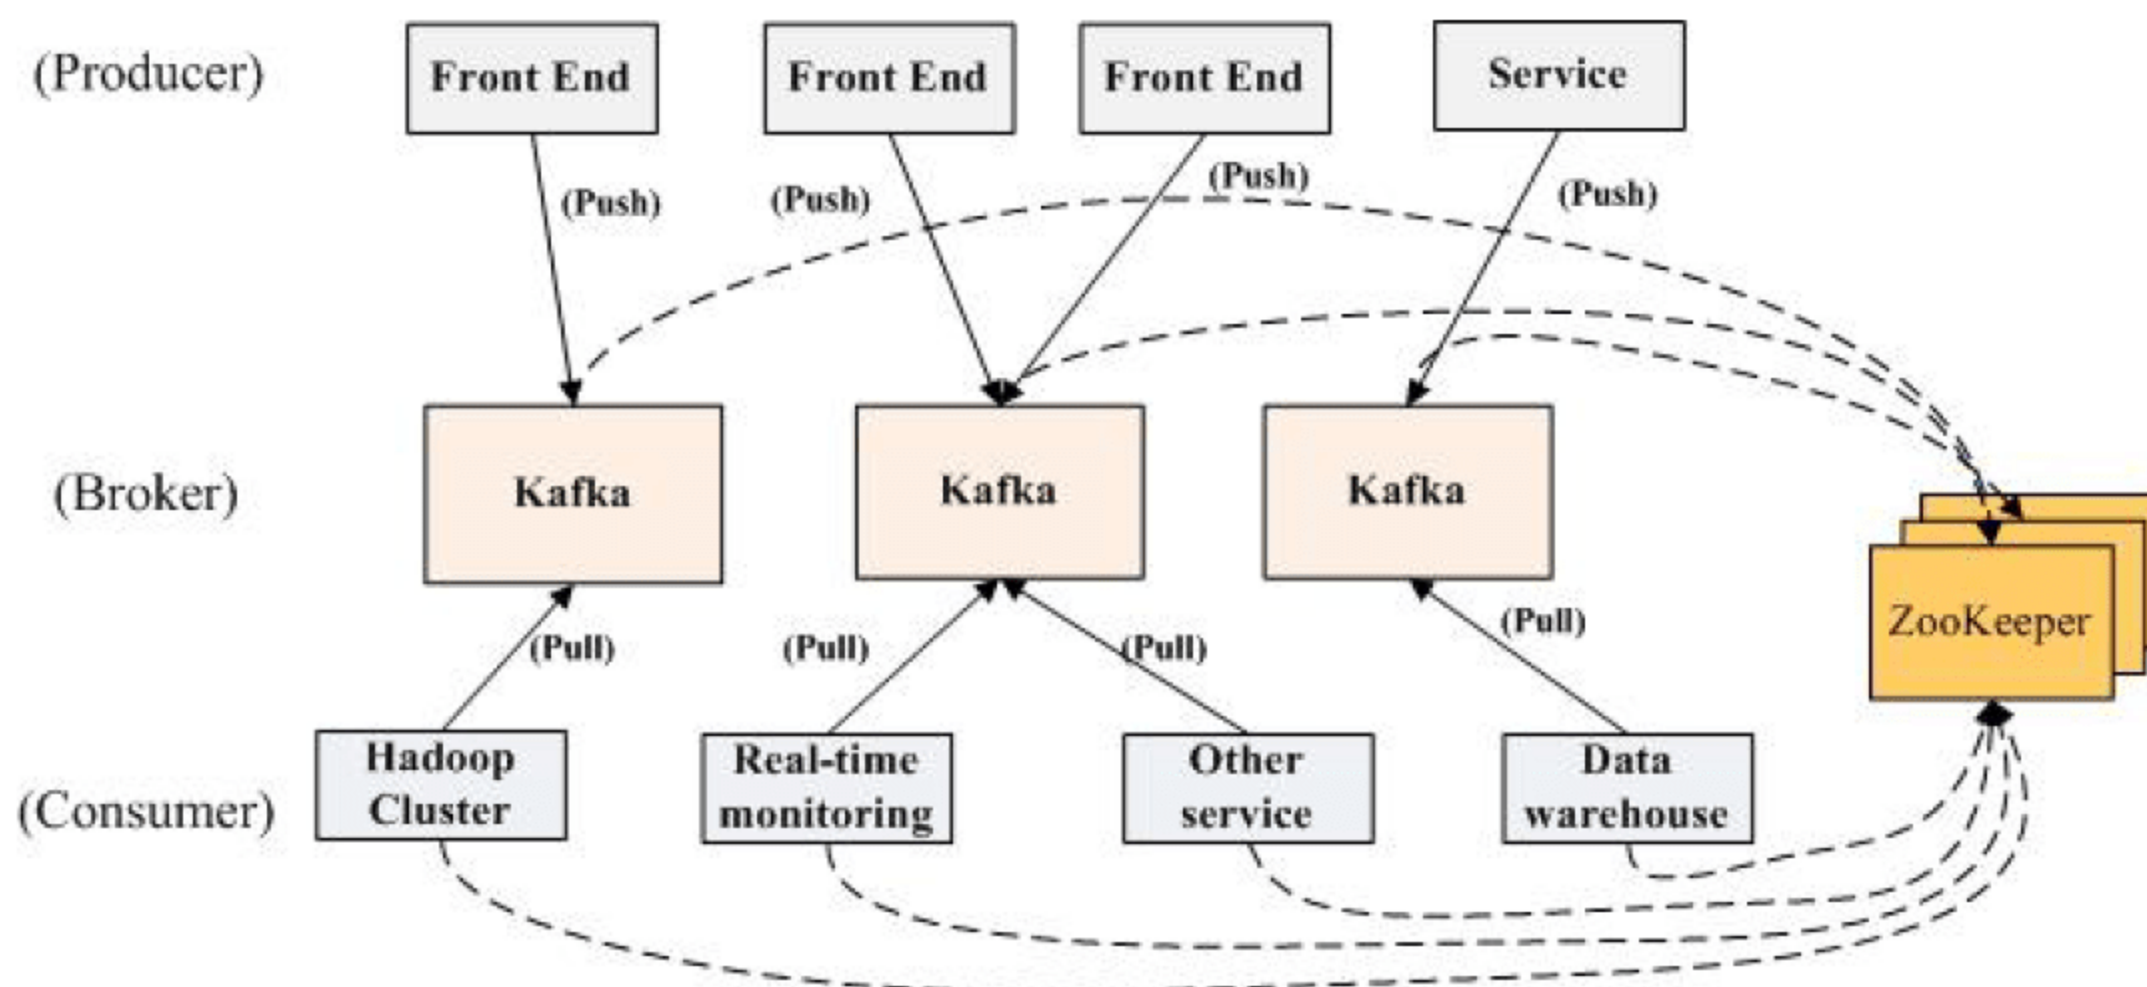 (Producer)
Front End
Front End
Front End
Service
(Push)
(Push)
(Push)
(Push)
(Broker)
Kafka
Kafka
Kafka
ZooKeeper
(Pull)
(Pull)
(Pull)
(Pull)
(Consumer)
Hadoop
Cluster
Real-time
monitoring
Other
service
Data
warehouse